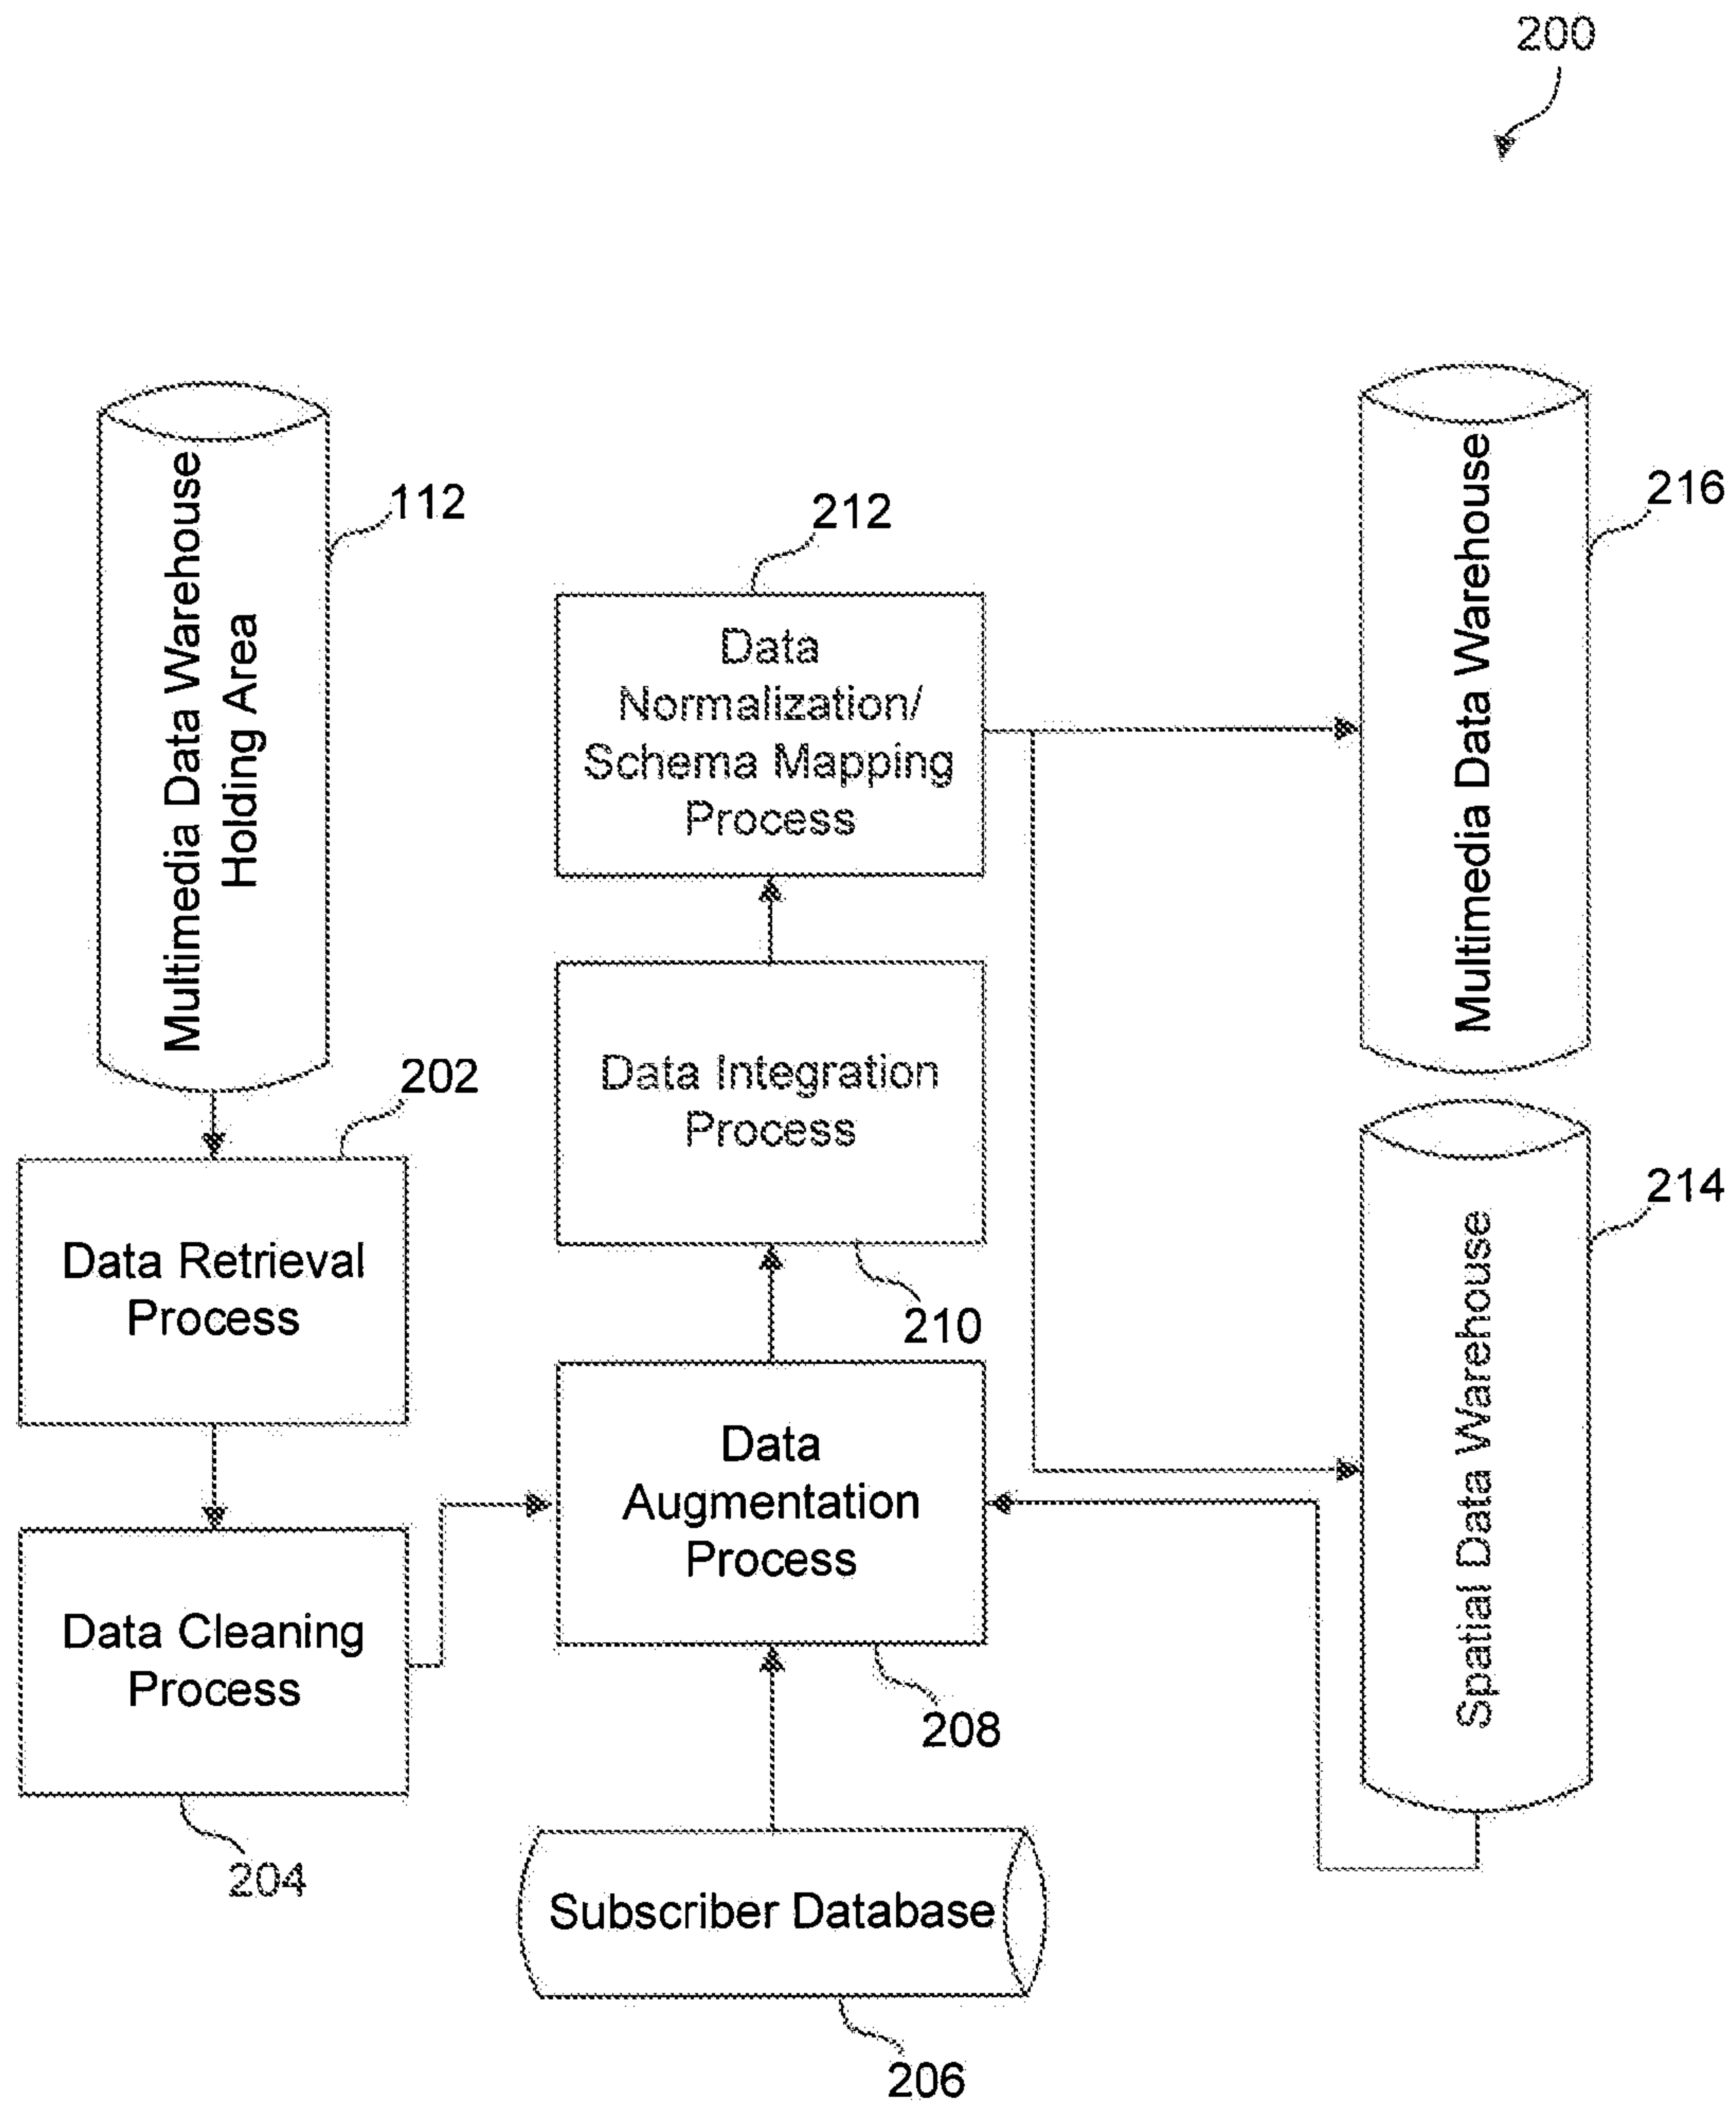 200
Multimedia Data Warehouse
Holding Area
112
202
Data Retrieval
Process
Data Cleaning
Process
204
212
Data
Normalization/
Schema Mapping
Process
Data Integration
Process
210
Data
Augmentation
Process
208
Subscriber Database
206
Multimedia Data Warehouse
216
Spatial Data Warehouse
214